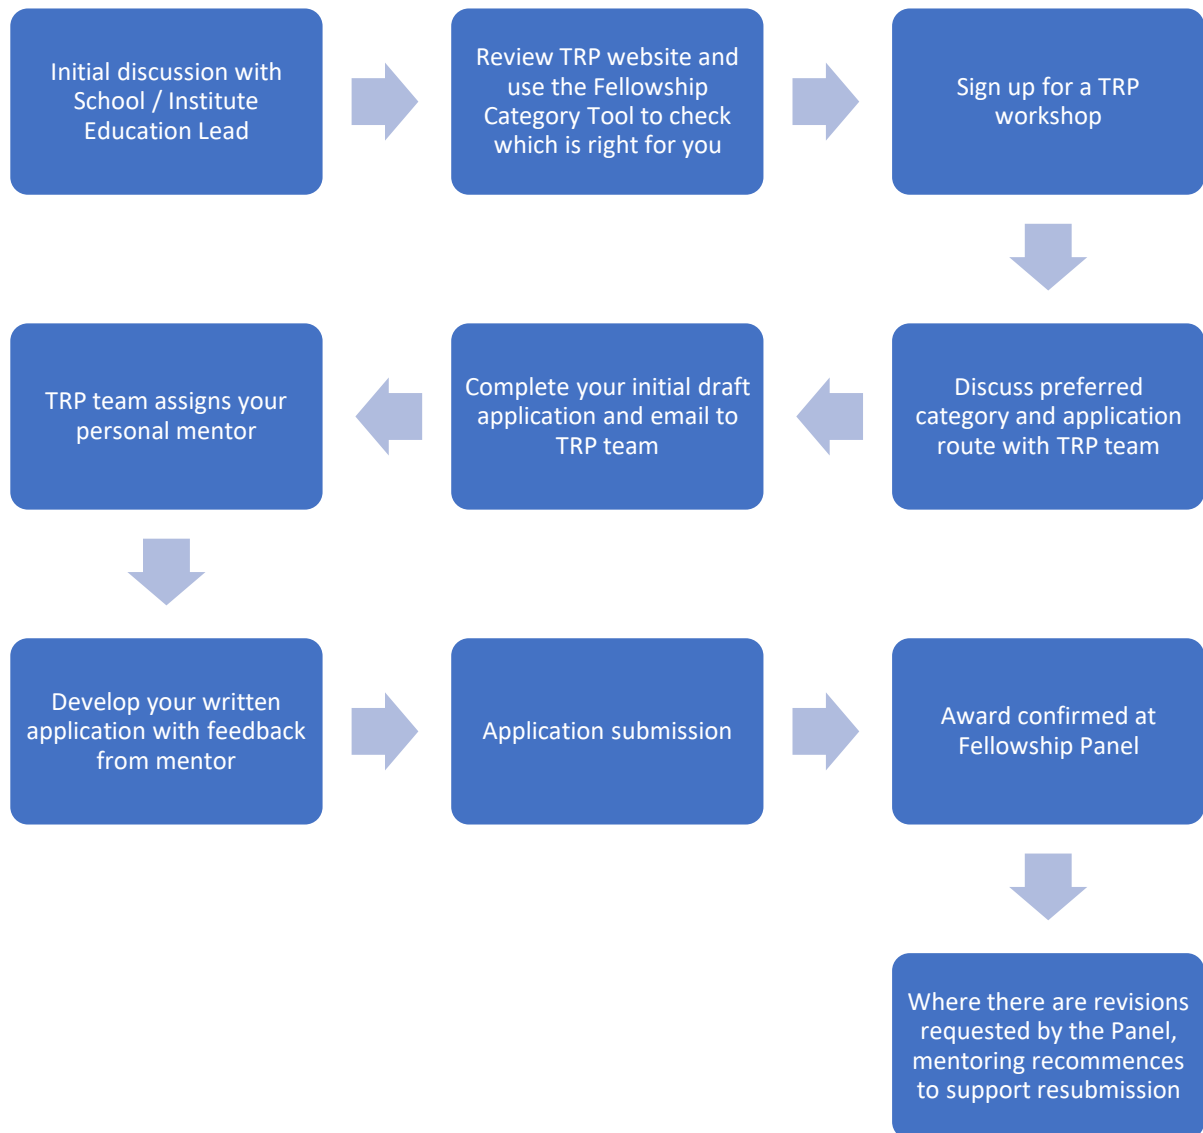 Initial discussion with
School / Institute
Education Lead
Review TRP website and
use the Fellowship
Category Tool to check
which is right for you
Sign up for a TRP
workshop
Discuss preferred
category and application
route with TRP team
Complete your initial draft
application and email to
TRP team
TRP team assigns your
personal mentor
Develop your written
application with feedback
from mentor
Application submission
Award confirmed at
Fellowship Panel
Where there are revisions
requested by the Panel,
mentoring recommences
to support resubmission